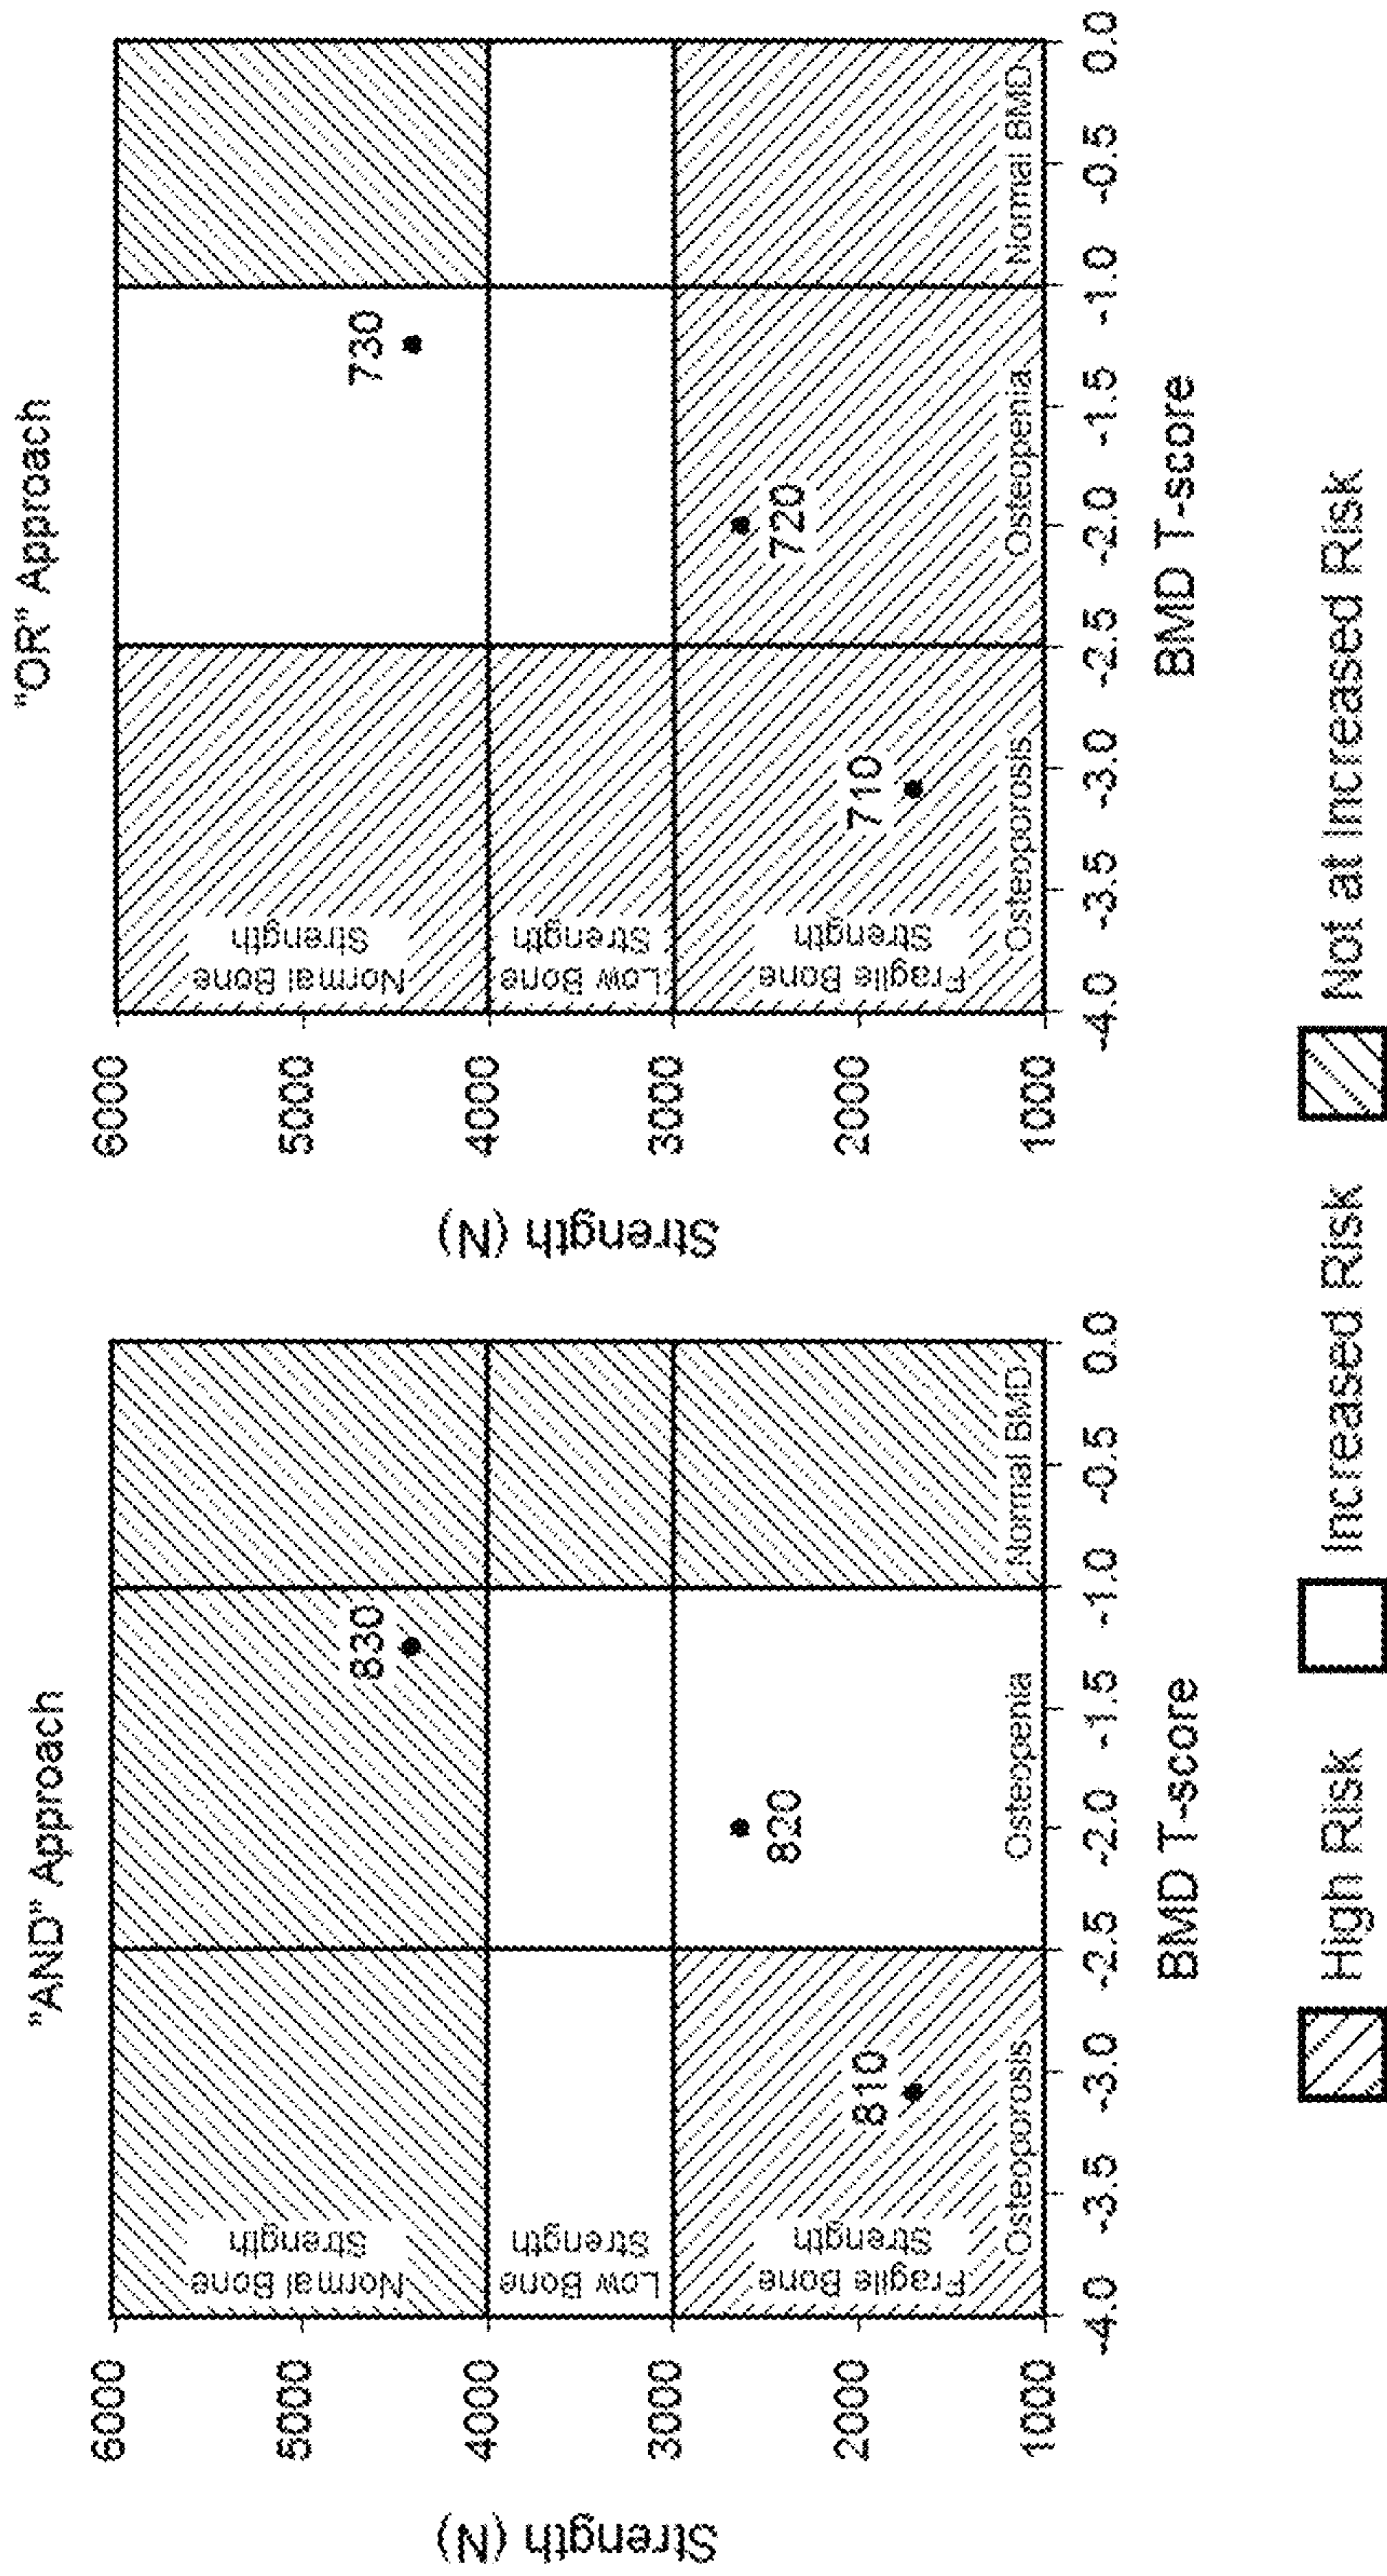 "AND" Approach
Strength (N)
6000
5000
4000
3000
2000
1000
Normal Bone
Strength
Low Bone
Strength
Fragile Bone
Strength
830
820
810
Osteoporosis
Osteopenia
Normal BMD
-4.0 -3.5 -3.0 -2.5 -2.0 -1.5 -1.0 -0.5 0.0
BMD T-score
"OR" Approach
Strength (N)
6000
5000
4000
3000
2000
1000
Normal Bone
Strength
Low Bone
Strength
Fragile Bone
Strength
730
720
710
Osteoporosis
Osteopenia
Normal BMD
-4.0 -3.5 -3.0 -2.5 -2.0 -1.5 -1.0 -0.5 0.0
BMD T-score
High Risk
Increased Risk
Not at Increased Risk